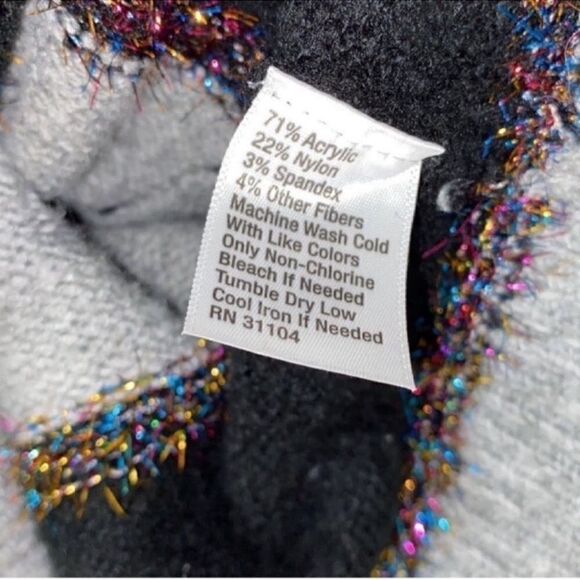 71% Acrylic
22% Nylon
3% Spandex
4% Other Fibers
Machine Wash Cold
With Like Colors
Only Non-Chlorine
Bleach If Needed
Tumble Dry Low
Cool Iron If Needed
RN 31104